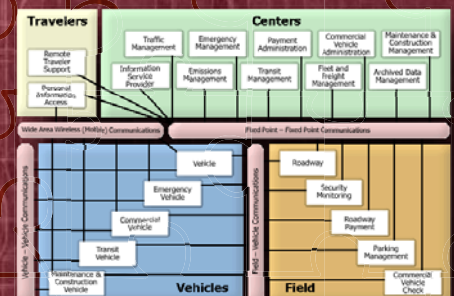 Travelers
Centers
Remote
Traveler
Support
Personal
Information
Access
Traffic
Management
Emergency
Management
Payment
Administration
Commercial
Vehicle
Administration
Maintenance &
Construction
Management
Information
Service
Provider
Emissions
Management
Transit
Management
Fleet and
Freight
Management
Archived Data
Management
Wide Area Wireless (Mobile) Communications
Fixed Point – Fixed Point Communications
Vehicle – Vehicle Communications
Vehicle
Emergency
Vehicle
Commercial
Vehicle
Transit
Vehicle
Maintenance &
Construction
Vehicle
Vehicles
Field – Vehicle Communications
Roadway
Security
Monitoring
Roadway
Payment
Parking
Management
Commercial
Vehicle
Check
Field